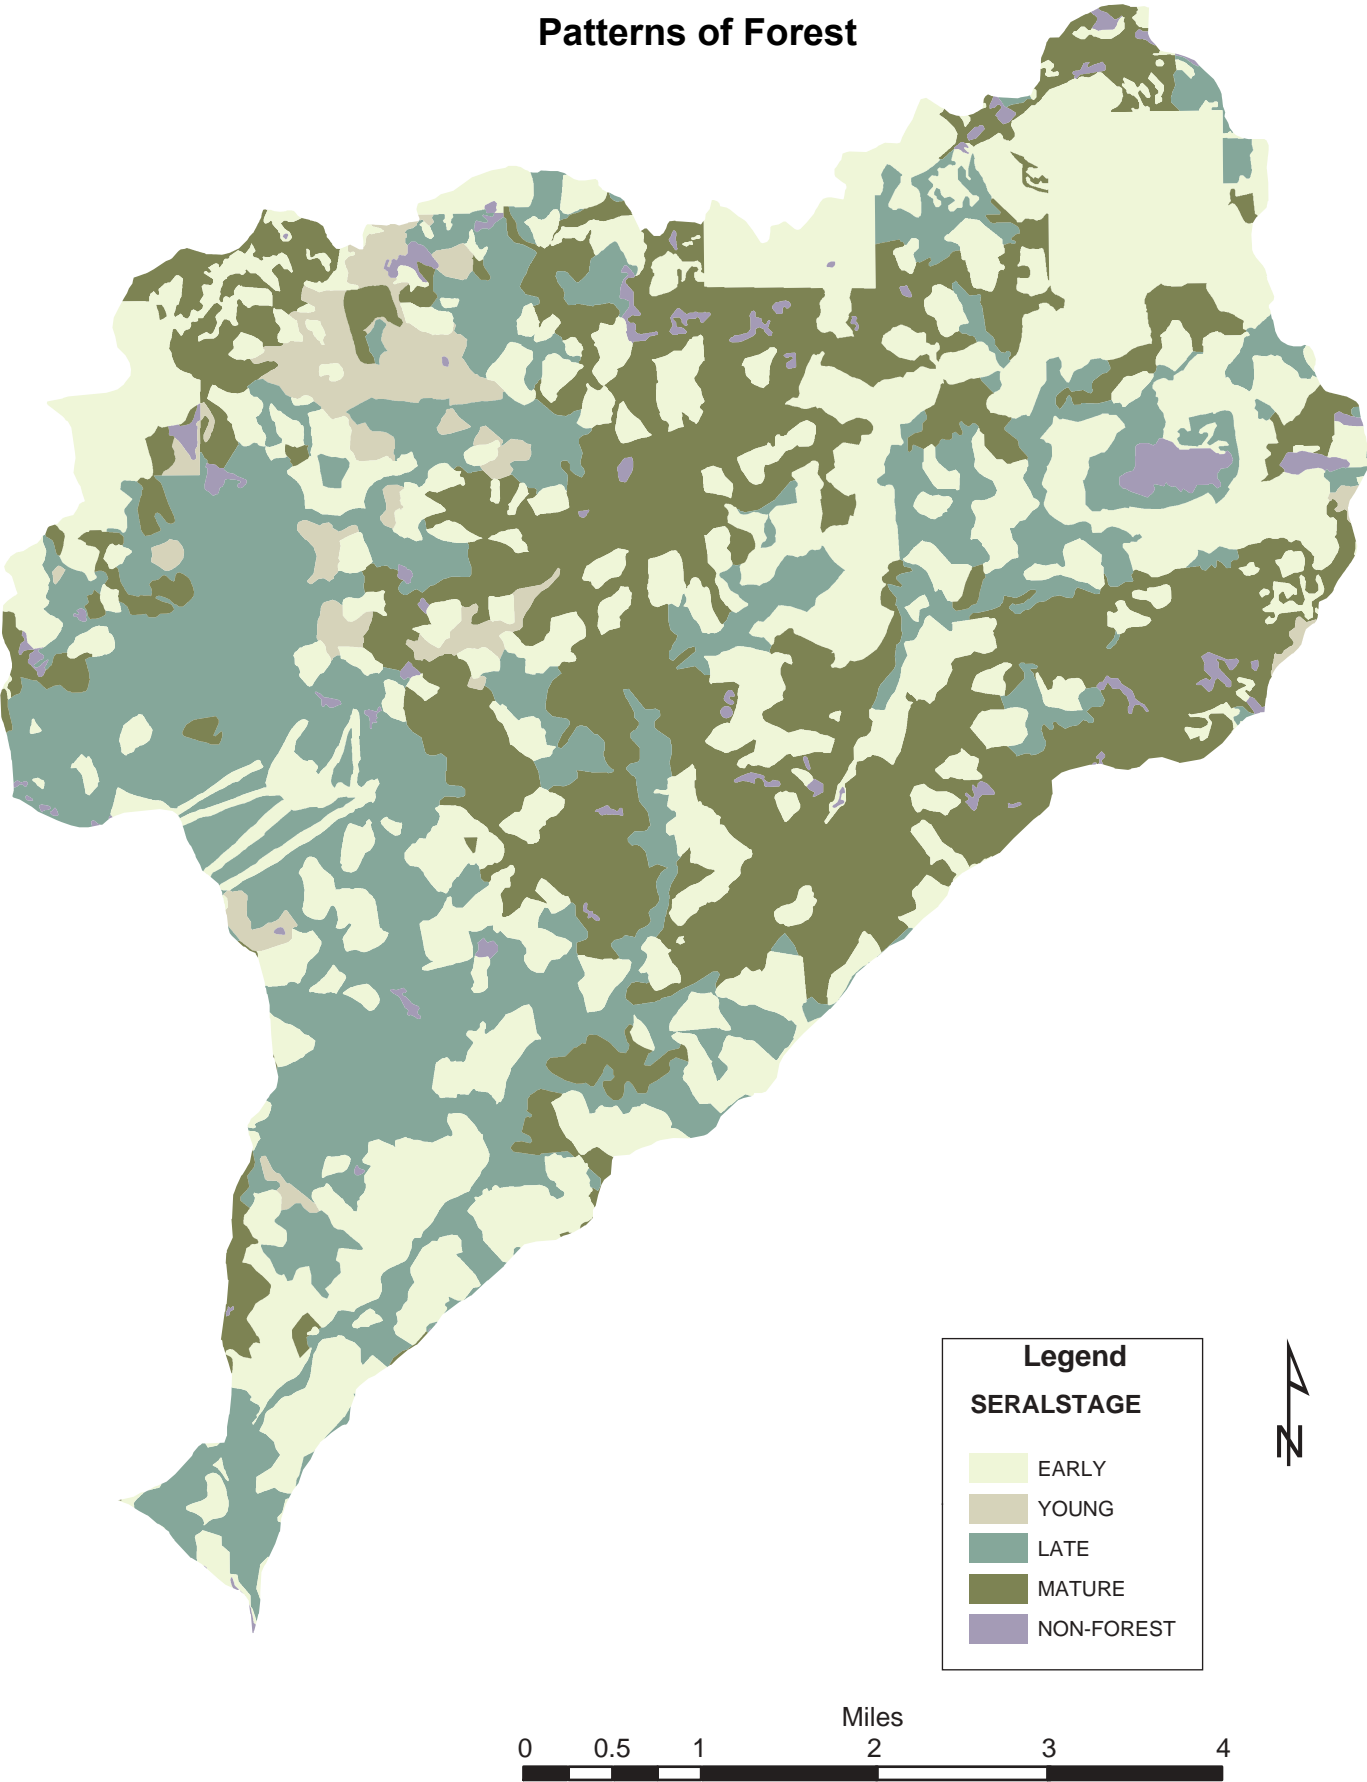 Patterns of Forest
Legend
SERALSTAGE
EARLY
YOUNG
LATE
MATURE
NON-FOREST
N
Miles
0 0.5 1 2 3 4